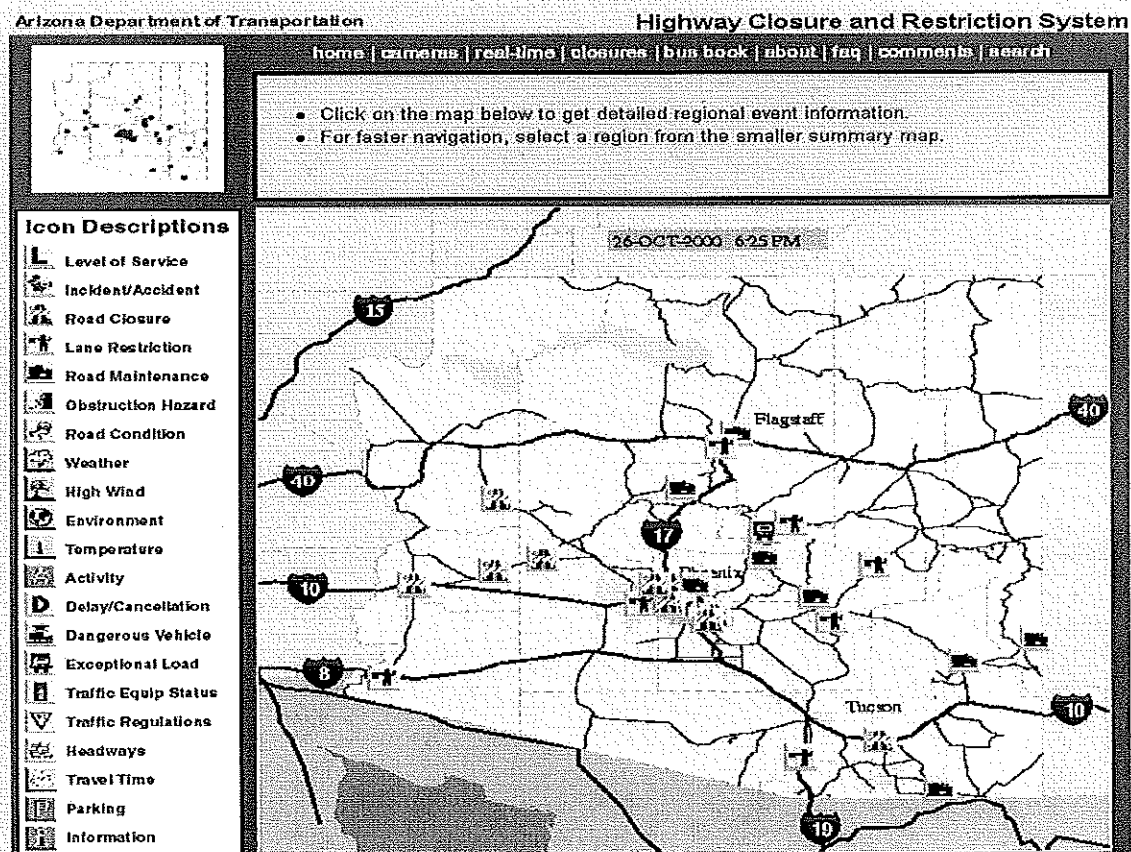 Arizona Department of Transportation
Highway Closure and Restriction System
home | cameras | real-time | closures | bus book | about | faq | comments | search
• Click on the map below to get detailed regional event information.
• For faster navigation, select a region from the smaller summary map.
Icon Descriptions
L Level of Service
Incident/Accident
Road Closure
Lane Restriction
Road Maintenance
Obstruction Hazard
Road Condition
Weather
High Wind
Environment
Temperature
Activity
D Delay/Cancellation
Dangerous Vehicle
Exceptional Load
Traffic Equip Status
Traffic Regulations
Headways
Travel Time
Parking
Information
26-OCT-2000 6:25 PM
15
Flagstaff
40
40
17
Phoenix
10
8
Tucson
10
19